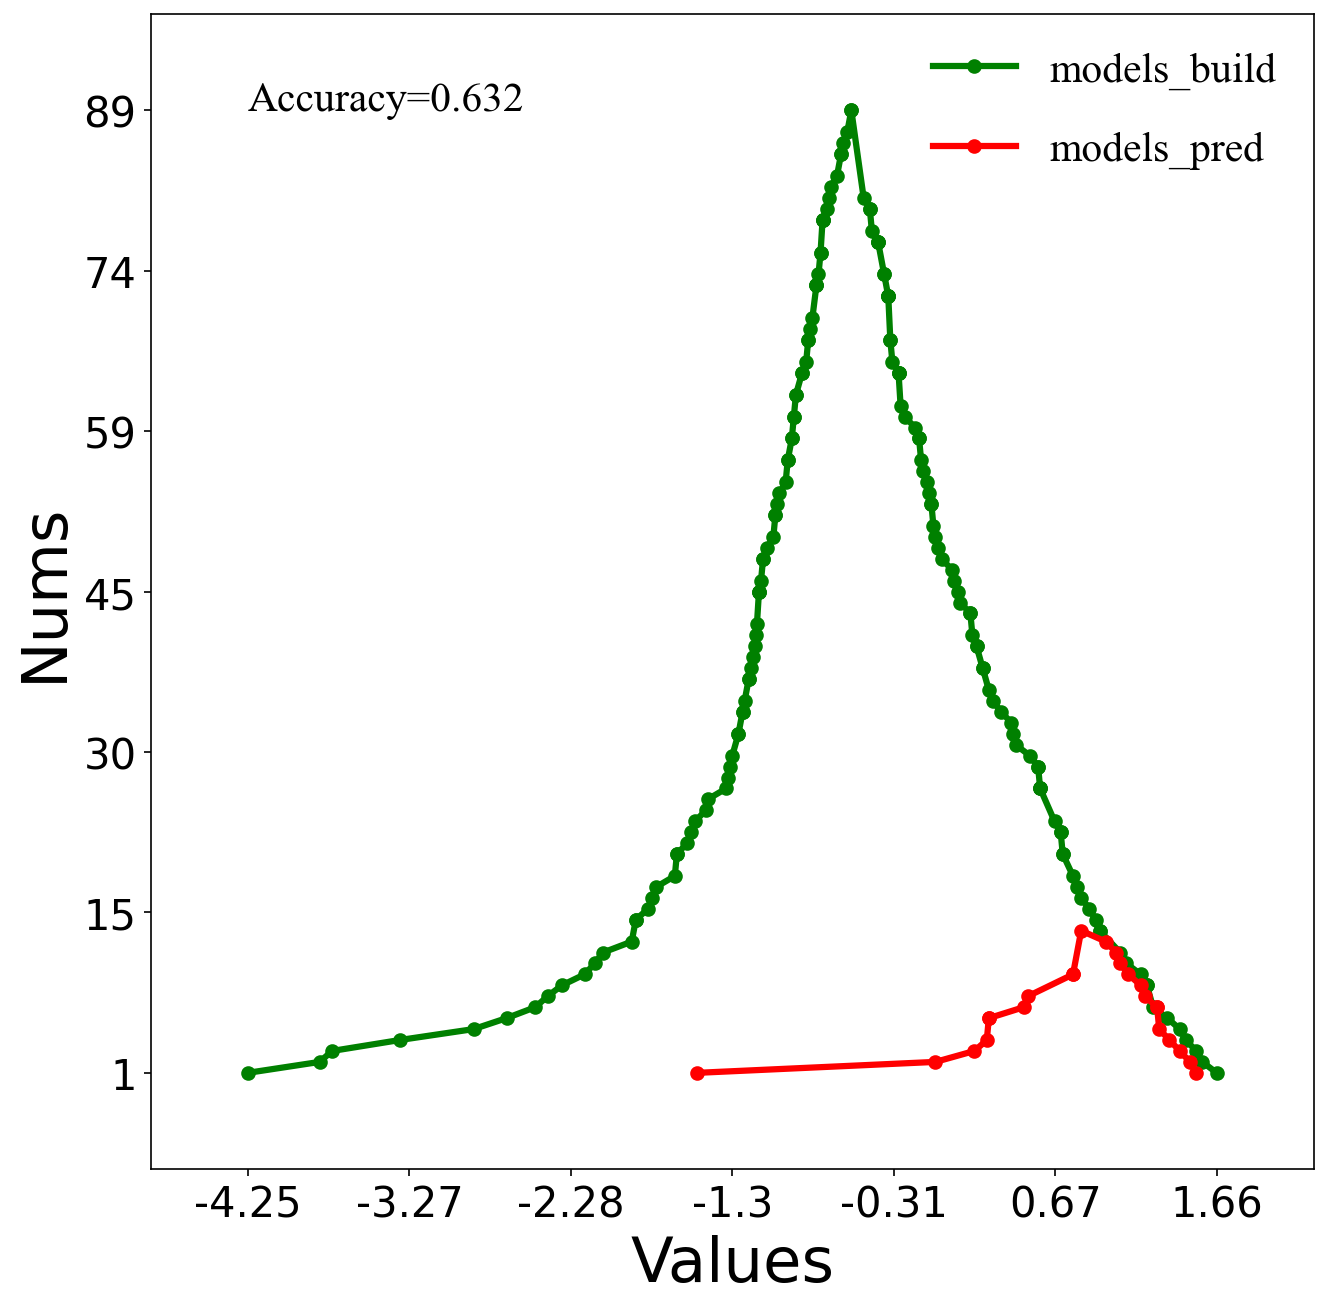 Accuracy=0.632
models_build
models_pred
89
74
59
45
30
15
1
Nums
-4.25 -3.27 -2.28 -1.3 -0.31 0.67 1.66
Values